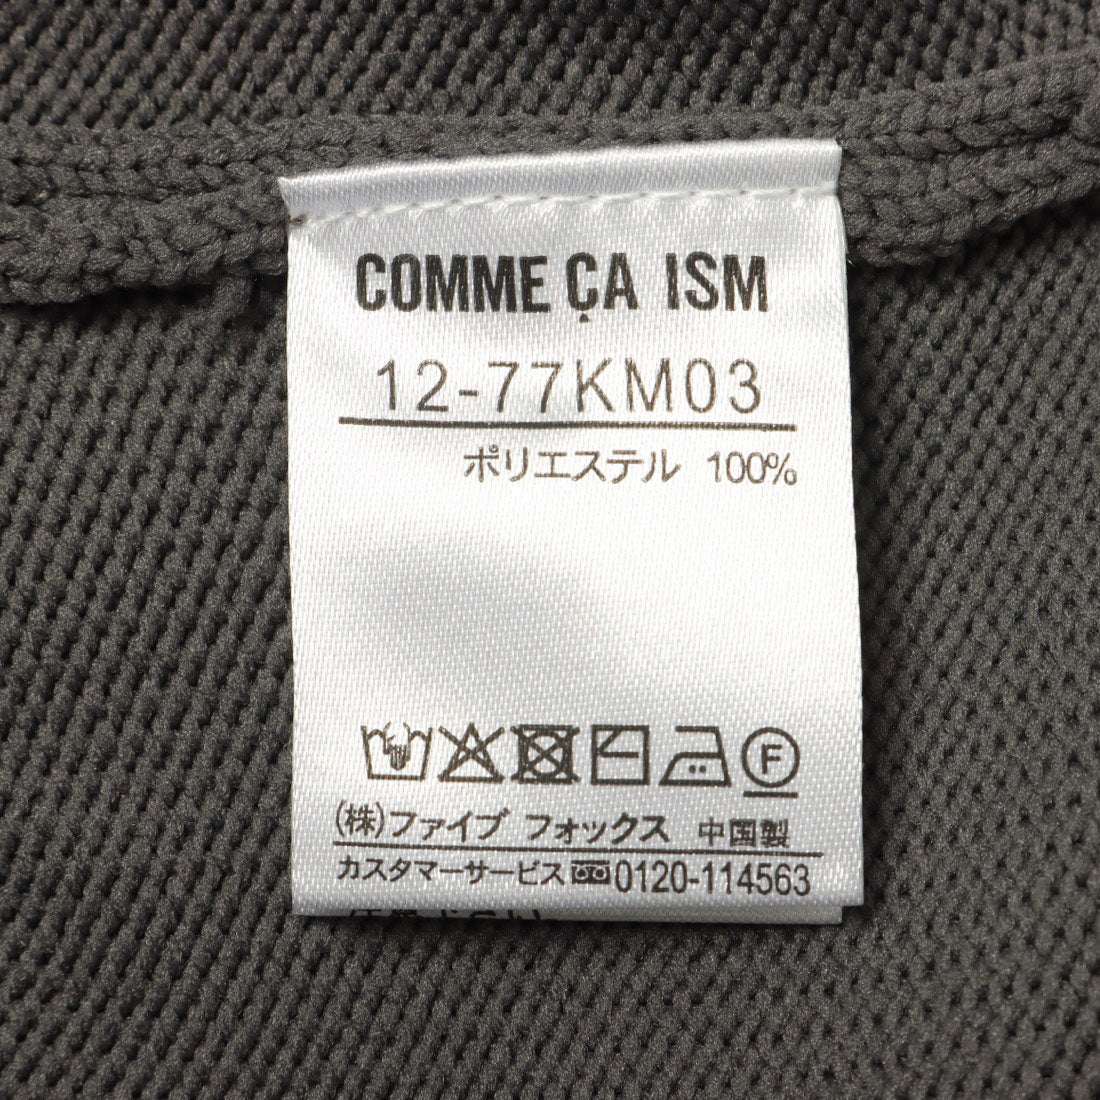 COMME ÇA ISM
12-77KM03
ポリエステル 100%
F
(株)ファイブ フォックス 中国製
カスタマーサービス 0120-114563